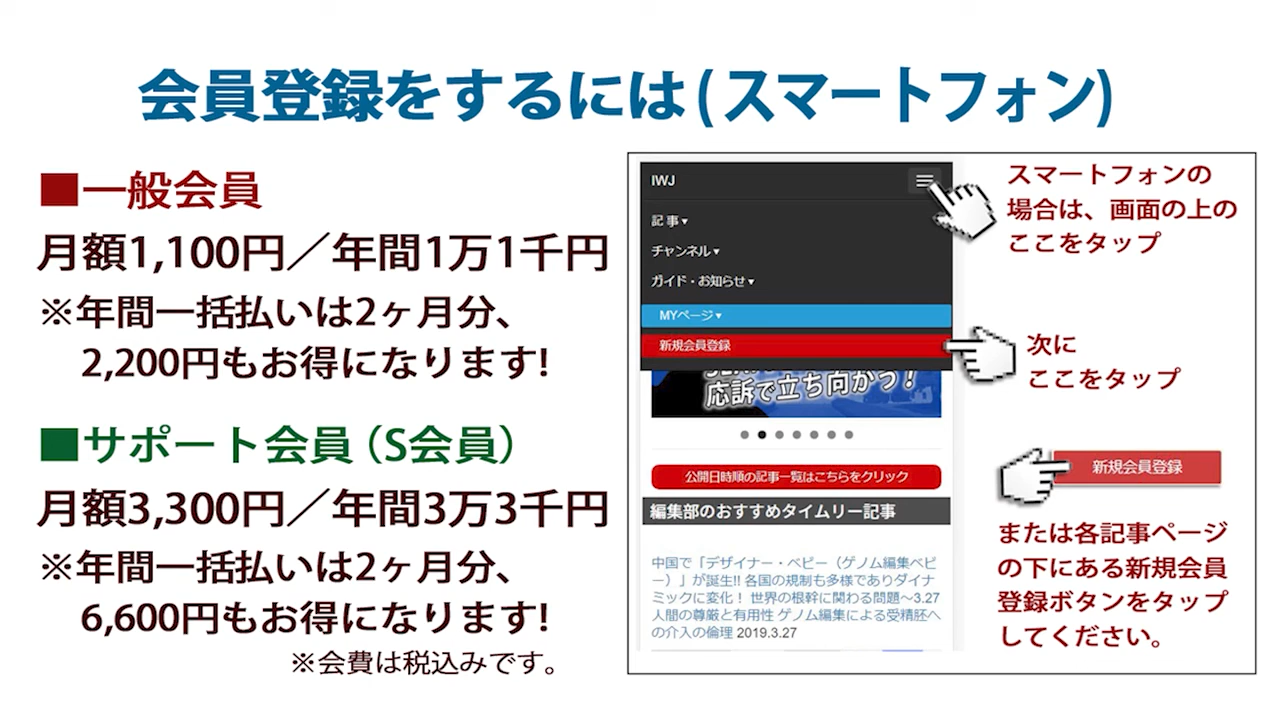 会員登録をするには(スマートフォン)
■一般会員
月額1,100円／年間1万1千円
※年間一括払いは2ヶ月分、
2,200円もお得になります!
■サポート会員（S会員）
月額3,300円／年間3万3千円
※年間一括払いは2ヶ月分、
6,600円もお得になります!
※会費は税込みです。
IWJ
記事▾
チャンネル▾
ガイド・お知らせ▾
MYページ▾
新規会員登録
応訴で立ち向かう！
公開日時順の記事一覧はこちらをクリック
編集部のおすすめタイムリー記事
中国で「デザイナー・ベビー（ゲノム編集ベビ
ー）」が誕生!! 各国の規制も多様でありダイナ
ミックに変化！ 世界の根幹に関わる問題～3.27
人間の尊厳と有用性 ゲノム編集による受精胚へ
の介入の倫理 2019.3.27
スマートフォンの
場合は、画面の上の
ここをタップ
次に
ここをタップ
新規会員登録
または各記事ページ
の下にある新規会員
登録ボタンをタップ
してください。